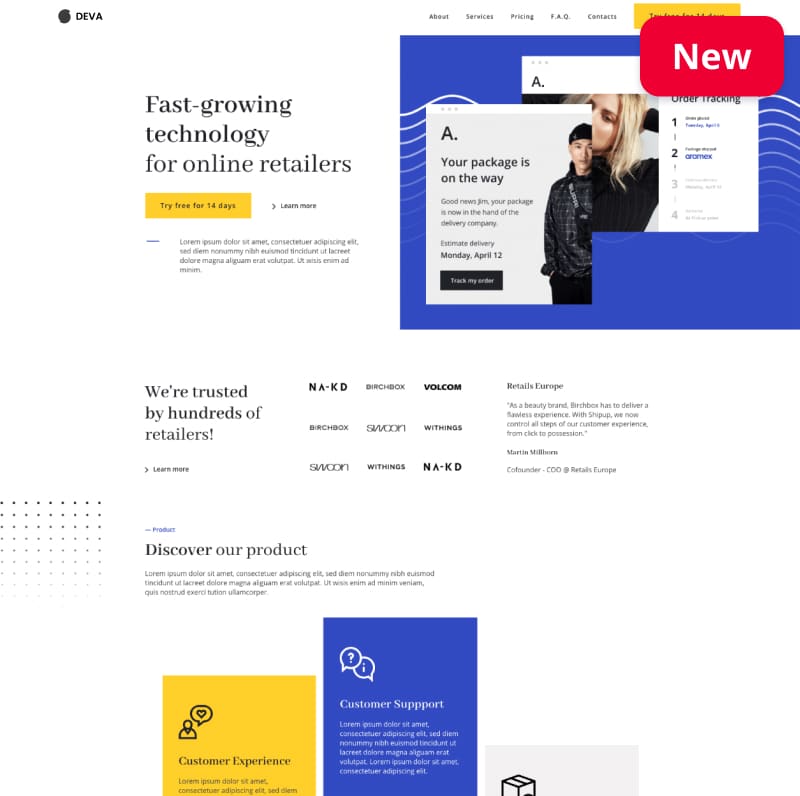 DEVA
About
Services
Pricing
F.A.Q.
Contacts
Try free for 14 days
New
Fast-growing
technology
for online retailers
Try free for 14 days
Learn more
Lorem ipsum dolor sit amet, consectetuer adipiscing elit,
sed diem nonummy nibh euismod tincidunt ut lacreet
dolore magna aliguam erat volutpat. Ut wisis enim ad
minim.
A.
Order Tracking
1
Order placed
Tuesday, April 6
2
Package shipped
aramex
3
Monday, April 12
4
At Pickup point
A.
Your package is
on the way
Good news Jim, your package
is now in the hand of the
delivery company.
Estimate delivery
Monday, April 12
Track my order
We're trusted
by hundreds of
retailers!
Learn more
NA-KD
BIRCHBOX
VOLCOM
BIRCHBOX
swoon
WITHINGS
swoon
WITHINGS
NA-KD
Retails Europe
"As a beauty brand, Birchbox has to deliver a
flawless experience. With Shipup, we now
control all steps of our customer experience,
from click to possession."
Martin Millhorn
Cofounder - COO @ Retails Europe
— Product
Discover our product
Lorem ipsum dolor sit amet, consectetuer adipiscing elit, sed diem nonummy nibh euismod
tincidunt ut lacreet dolore magna aliguam erat volutpat. Ut wisis enim ad minim veniam,
quis nostrud exerci tution ullamcorper.
Customer Suppport
Lorem ipsum dolor sit amet,
consectetuer adipiscing elit, sed
diem nonummy nibh euismod
tincidunt ut lacreet dolore
magna aliguam erat
volutpat. Lorem ipsum dolor sit
amet, consectetuer elit.
Customer Experience
Lorem ipsum dolor sit amet,
consectetuer adipiscing elit, sed diem